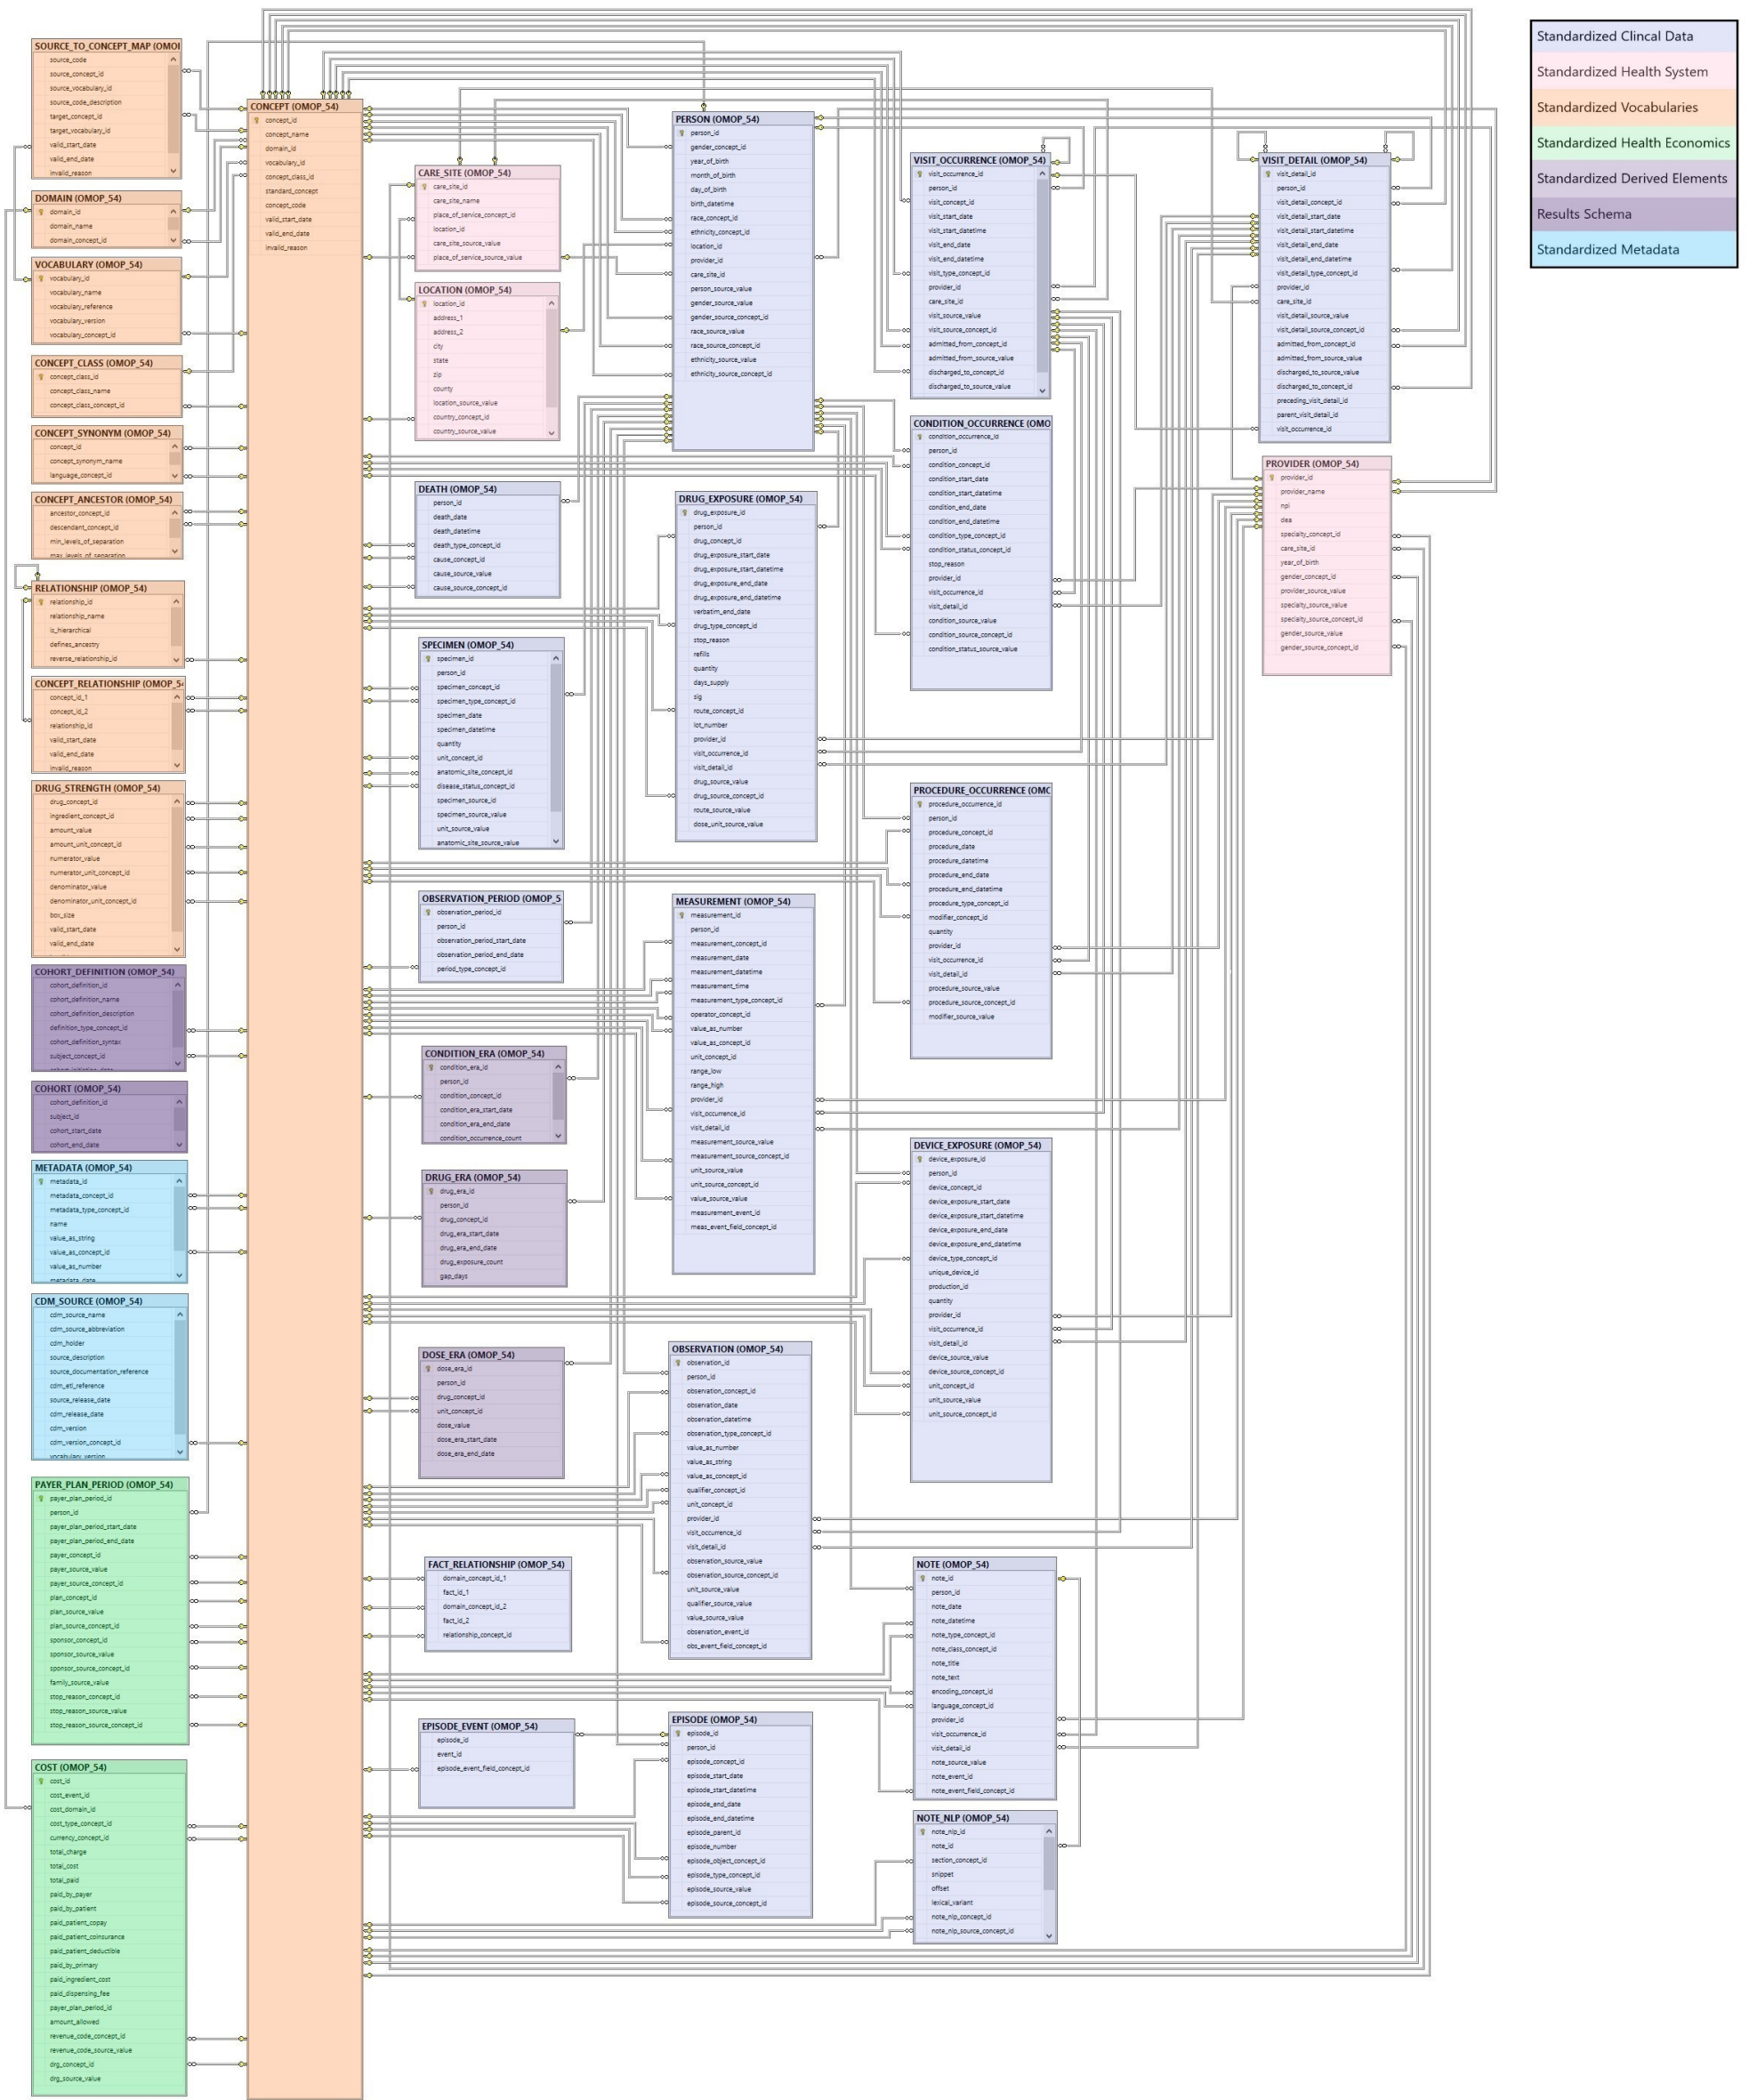 Standardized Clincal Data
Standardized Health System
Standardized Vocabularies
Standardized Health Economics
Standardized Derived Elements
Results Schema
Standardized Metadata
SOURCE_TO_CONCEPT_MAP (OMOI
source_code
source_concept_id
source_vocabulary_id
source_code_description
target_concept_id
target_vocabulary_id
valid_start_date
valid_end_date
invalid_reason
DOMAIN (OMOP_54)
domain_id
domain_name
domain_concept_id
VOCABULARY (OMOP_54)
vocabulary_id
vocabulary_name
vocabulary_reference
vocabulary_version
vocabulary_concept_id
CONCEPT_CLASS (OMOP_54)
concept_class_id
concept_class_name
concept_class_concept_id
CONCEPT_SYNONYM (OMOP_54)
concept_id
concept_synonym_name
language_concept_id
CONCEPT_ANCESTOR (OMOP_54)
ancestor_concept_id
descendant_concept_id
min_levels_of_separation
max_levels_of_separation
RELATIONSHIP (OMOP_54)
relationship_id
relationship_name
is_hierarchical
defines_ancestry
reverse_relationship_id
CONCEPT_RELATIONSHIP (OMOP_5
concept_id_1
concept_id_2
relationship_id
valid_start_date
valid_end_date
invalid_reason
DRUG_STRENGTH (OMOP_54)
drug_concept_id
ingredient_concept_id
amount_value
amount_unit_concept_id
numerator_value
numerator_unit_concept_id
denominator_value
denominator_unit_concept_id
box_size
valid_start_date
valid_end_date
COHORT_DEFINITION (OMOP_54)
cohort_definition_id
cohort_definition_name
cohort_definition_description
definition_type_concept_id
cohort_definition_syntax
subject_concept_id
cohort_initiation_date
COHORT (OMOP_54)
cohort_definition_id
subject_id
cohort_start_date
cohort_end_date
METADATA (OMOP_54)
metadata_id
metadata_concept_id
metadata_type_concept_id
name
value_as_string
value_as_concept_id
value_as_number
metadata_date
CDM_SOURCE (OMOP_54)
cdm_source_name
cdm_source_abbreviation
cdm_holder
source_description
source_documentation_reference
cdm_etl_reference
source_release_date
cdm_release_date
cdm_version
cdm_version_concept_id
vocabulary_version
PAYER_PLAN_PERIOD (OMOP_54)
payer_plan_period_id
person_id
payer_plan_period_start_date
payer_plan_period_end_date
payer_concept_id
payer_source_value
payer_source_concept_id
plan_concept_id
plan_source_value
plan_source_concept_id
sponsor_concept_id
sponsor_source_value
sponsor_source_concept_id
family_source_value
stop_reason_concept_id
stop_reason_source_value
stop_reason_source_concept_id
COST (OMOP_54)
cost_id
cost_event_id
cost_domain_id
cost_type_concept_id
currency_concept_id
total_charge
total_cost
total_paid
paid_by_payer
paid_by_patient
paid_patient_copay
paid_patient_coinsurance
paid_patient_deductible
paid_by_primary
paid_ingredient_cost
paid_dispensing_fee
payer_plan_period_id
amount_allowed
revenue_code_concept_id
revenue_code_source_value
drg_concept_id
drg_source_value
CONCEPT (OMOP_54)
concept_id
concept_name
domain_id
vocabulary_id
concept_class_id
standard_concept
concept_code
valid_start_date
valid_end_date
invalid_reason
CARE_SITE (OMOP_54)
care_site_id
care_site_name
place_of_service_concept_id
location_id
care_site_source_value
place_of_service_source_value
LOCATION (OMOP_54)
location_id
address_1
address_2
city
state
zip
county
location_source_value
country_concept_id
country_source_value
DEATH (OMOP_54)
person_id
death_date
death_datetime
death_type_concept_id
cause_concept_id
cause_source_value
cause_source_concept_id
SPECIMEN (OMOP_54)
specimen_id
person_id
specimen_concept_id
specimen_type_concept_id
specimen_date
specimen_datetime
quantity
unit_concept_id
anatomic_site_concept_id
disease_status_concept_id
specimen_source_id
specimen_source_value
unit_source_value
anatomic_site_source_value
OBSERVATION_PERIOD (OMOP_5
observation_period_id
person_id
observation_period_start_date
observation_period_end_date
period_type_concept_id
CONDITION_ERA (OMOP_54)
condition_era_id
person_id
condition_concept_id
condition_era_start_date
condition_era_end_date
condition_occurrence_count
DRUG_ERA (OMOP_54)
drug_era_id
person_id
drug_concept_id
drug_era_start_date
drug_era_end_date
drug_exposure_count
gap_days
DOSE_ERA (OMOP_54)
dose_era_id
person_id
drug_concept_id
unit_concept_id
dose_value
dose_era_start_date
dose_era_end_date
FACT_RELATIONSHIP (OMOP_54)
domain_concept_id_1
fact_id_1
domain_concept_id_2
fact_id_2
relationship_concept_id
EPISODE_EVENT (OMOP_54)
episode_id
event_id
episode_event_field_concept_id
PERSON (OMOP_54)
person_id
gender_concept_id
year_of_birth
month_of_birth
day_of_birth
birth_datetime
race_concept_id
ethnicity_concept_id
location_id
provider_id
care_site_id
person_source_value
gender_source_value
gender_source_concept_id
race_source_value
race_source_concept_id
ethnicity_source_value
ethnicity_source_concept_id
DRUG_EXPOSURE (OMOP_54)
drug_exposure_id
person_id
drug_concept_id
drug_exposure_start_date
drug_exposure_start_datetime
drug_exposure_end_date
drug_exposure_end_datetime
verbatim_end_date
drug_type_concept_id
stop_reason
refills
quantity
days_supply
sig
route_concept_id
lot_number
provider_id
visit_occurrence_id
visit_detail_id
drug_source_value
drug_source_concept_id
route_source_value
dose_unit_source_value
MEASUREMENT (OMOP_54)
measurement_id
person_id
measurement_concept_id
measurement_date
measurement_datetime
measurement_time
measurement_type_concept_id
operator_concept_id
value_as_number
value_as_concept_id
unit_concept_id
range_low
range_high
provider_id
visit_occurrence_id
visit_detail_id
measurement_source_value
measurement_source_concept_id
unit_source_value
unit_source_concept_id
value_source_value
measurement_event_id
meas_event_field_concept_id
OBSERVATION (OMOP_54)
observation_id
person_id
observation_concept_id
observation_date
observation_datetime
observation_type_concept_id
value_as_number
value_as_string
value_as_concept_id
qualifier_concept_id
unit_concept_id
provider_id
visit_occurrence_id
visit_detail_id
observation_source_value
observation_source_concept_id
unit_source_value
qualifier_source_value
value_source_value
observation_event_id
obs_event_field_concept_id
EPISODE (OMOP_54)
episode_id
person_id
episode_concept_id
episode_start_date
episode_start_datetime
episode_end_date
episode_end_datetime
episode_parent_id
episode_number
episode_object_concept_id
episode_type_concept_id
episode_source_value
episode_source_concept_id
VISIT_OCCURRENCE (OMOP_54)
visit_occurrence_id
person_id
visit_concept_id
visit_start_date
visit_start_datetime
visit_end_date
visit_end_datetime
visit_type_concept_id
provider_id
care_site_id
visit_source_value
visit_source_concept_id
admitted_from_concept_id
admitted_from_source_value
discharged_to_concept_id
discharged_to_source_value
CONDITION_OCCURRENCE (OMO
condition_occurrence_id
person_id
condition_concept_id
condition_start_date
condition_start_datetime
condition_end_date
condition_end_datetime
condition_type_concept_id
condition_status_concept_id
stop_reason
provider_id
visit_occurrence_id
visit_detail_id
condition_source_value
condition_source_concept_id
condition_status_source_value
PROCEDURE_OCCURRENCE (OMC
procedure_occurrence_id
person_id
procedure_concept_id
procedure_date
procedure_datetime
procedure_end_date
procedure_end_datetime
procedure_type_concept_id
modifier_concept_id
quantity
provider_id
visit_occurrence_id
visit_detail_id
procedure_source_value
procedure_source_concept_id
modifier_source_value
DEVICE_EXPOSURE (OMOP_54)
device_exposure_id
person_id
device_concept_id
device_exposure_start_date
device_exposure_start_datetime
device_exposure_end_date
device_exposure_end_datetime
device_type_concept_id
unique_device_id
production_id
quantity
provider_id
visit_occurrence_id
visit_detail_id
device_source_value
device_source_concept_id
unit_concept_id
unit_source_value
unit_source_concept_id
NOTE (OMOP_54)
note_id
person_id
note_date
note_datetime
note_type_concept_id
note_class_concept_id
note_title
note_text
encoding_concept_id
language_concept_id
provider_id
visit_occurrence_id
visit_detail_id
note_source_value
note_event_id
note_event_field_concept_id
NOTE_NLP (OMOP_54)
note_nlp_id
note_id
section_concept_id
snippet
offset
lexical_variant
note_nlp_concept_id
note_nlp_source_concept_id
VISIT_DETAIL (OMOP_54)
visit_detail_id
person_id
visit_detail_concept_id
visit_detail_start_date
visit_detail_start_datetime
visit_detail_end_date
visit_detail_end_datetime
visit_detail_type_concept_id
provider_id
care_site_id
visit_detail_source_value
visit_detail_source_concept_id
admitted_from_concept_id
admitted_from_source_value
discharged_to_source_value
discharged_to_concept_id
preceding_visit_detail_id
parent_visit_detail_id
visit_occurrence_id
PROVIDER (OMOP_54)
provider_id
provider_name
npi
dea
specialty_concept_id
care_site_id
year_of_birth
gender_concept_id
provider_source_value
specialty_source_value
specialty_source_concept_id
gender_source_value
gender_source_concept_id